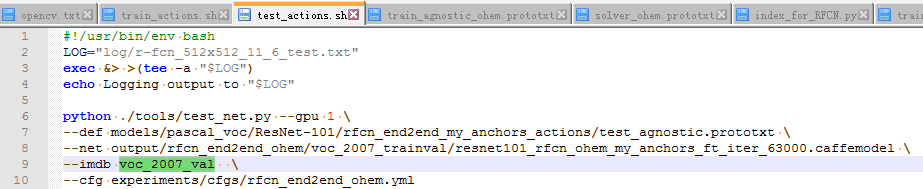 opencv.txt train_actions.sh test_actions.sh train_agnostic_ohem.prototxt solver_ohem.prototxt index_for_RFCN.py train
1 #!/usr/bin/env bash
2 LOG="log/r-fcn_512x512_11_6_test.txt"
3 exec &> >(tee -a "$LOG")
4 echo Logging output to "$LOG"
5
6 python ./tools/test_net.py --gpu 1 \
7 --def models/pascal_voc/ResNet-101/rfcn_end2end_my_anchors_actions/test_agnostic.prototxt \
8 --net output/rfcn_end2end_ohem/voc_2007_trainval/resnet101_rfcn_ohem_my_anchors_ft_iter_63000.caffemodel \
9 --imdb voc_2007_val \
10 --cfg experiments/cfgs/rfcn_end2end_ohem.yml